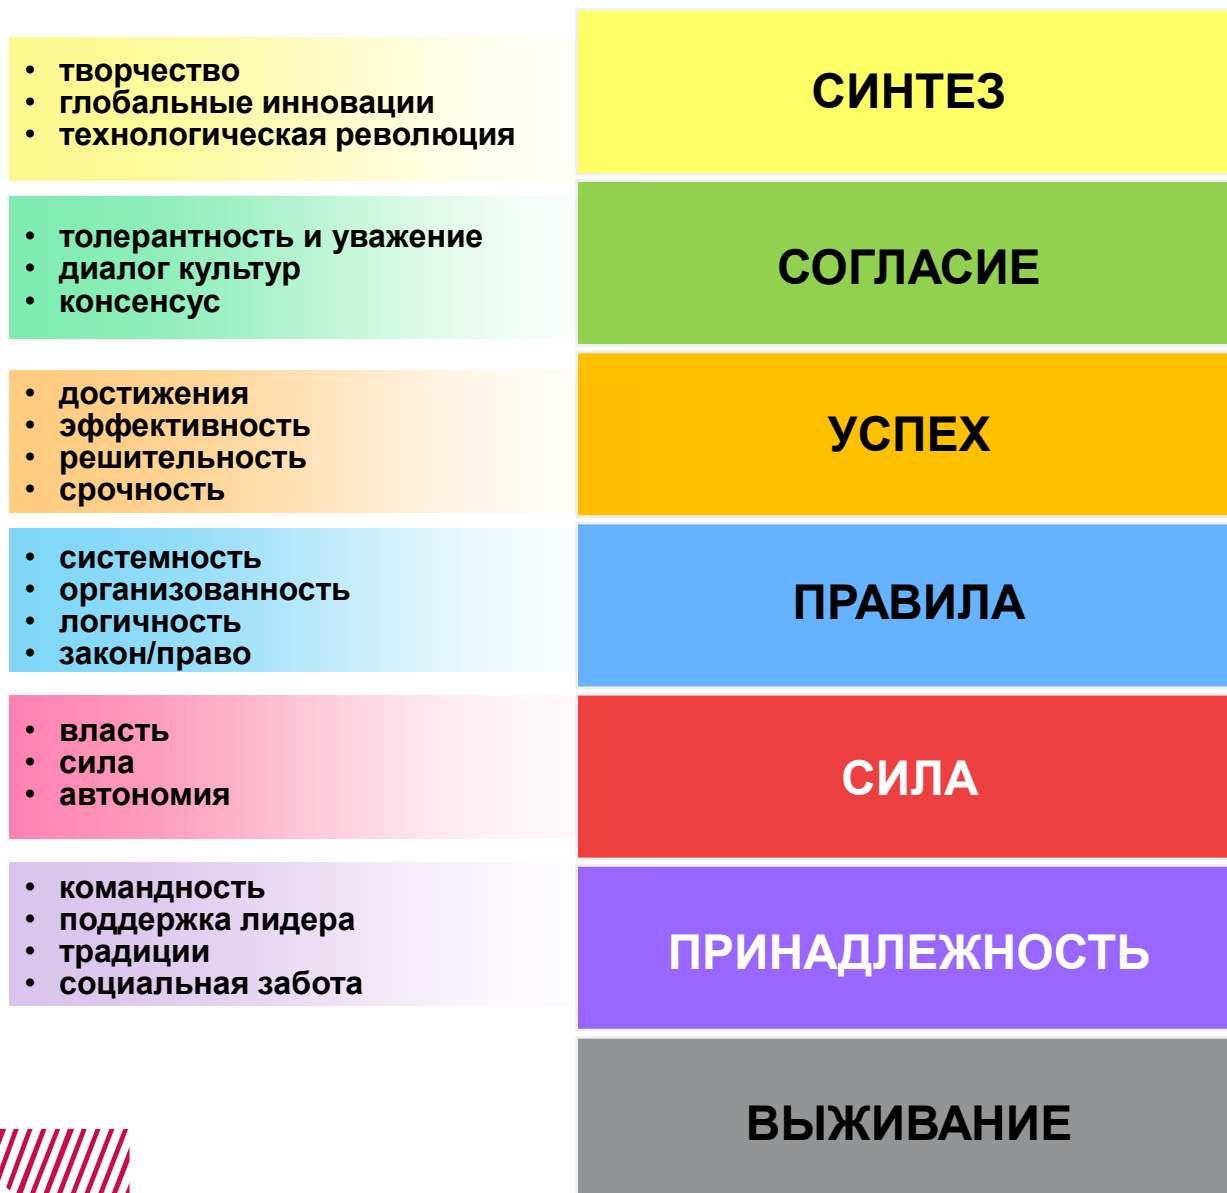 • творчество
• глобальные инновации
• технологическая революция
СИНТЕЗ
• толерантность и уважение
• диалог культур
• консенсус
СОГЛАСИЕ
• достижения
• эффективность
• решительность
• срочность
УСПЕХ
• системность
• организованность
• логичность
• закон/право
ПРАВИЛА
• власть
• сила
• автономия
СИЛА
• командность
• поддержка лидера
• традиции
• социальная забота
ПРИНАДЛЕЖНОСТЬ
ВЫЖИВАНИЕ